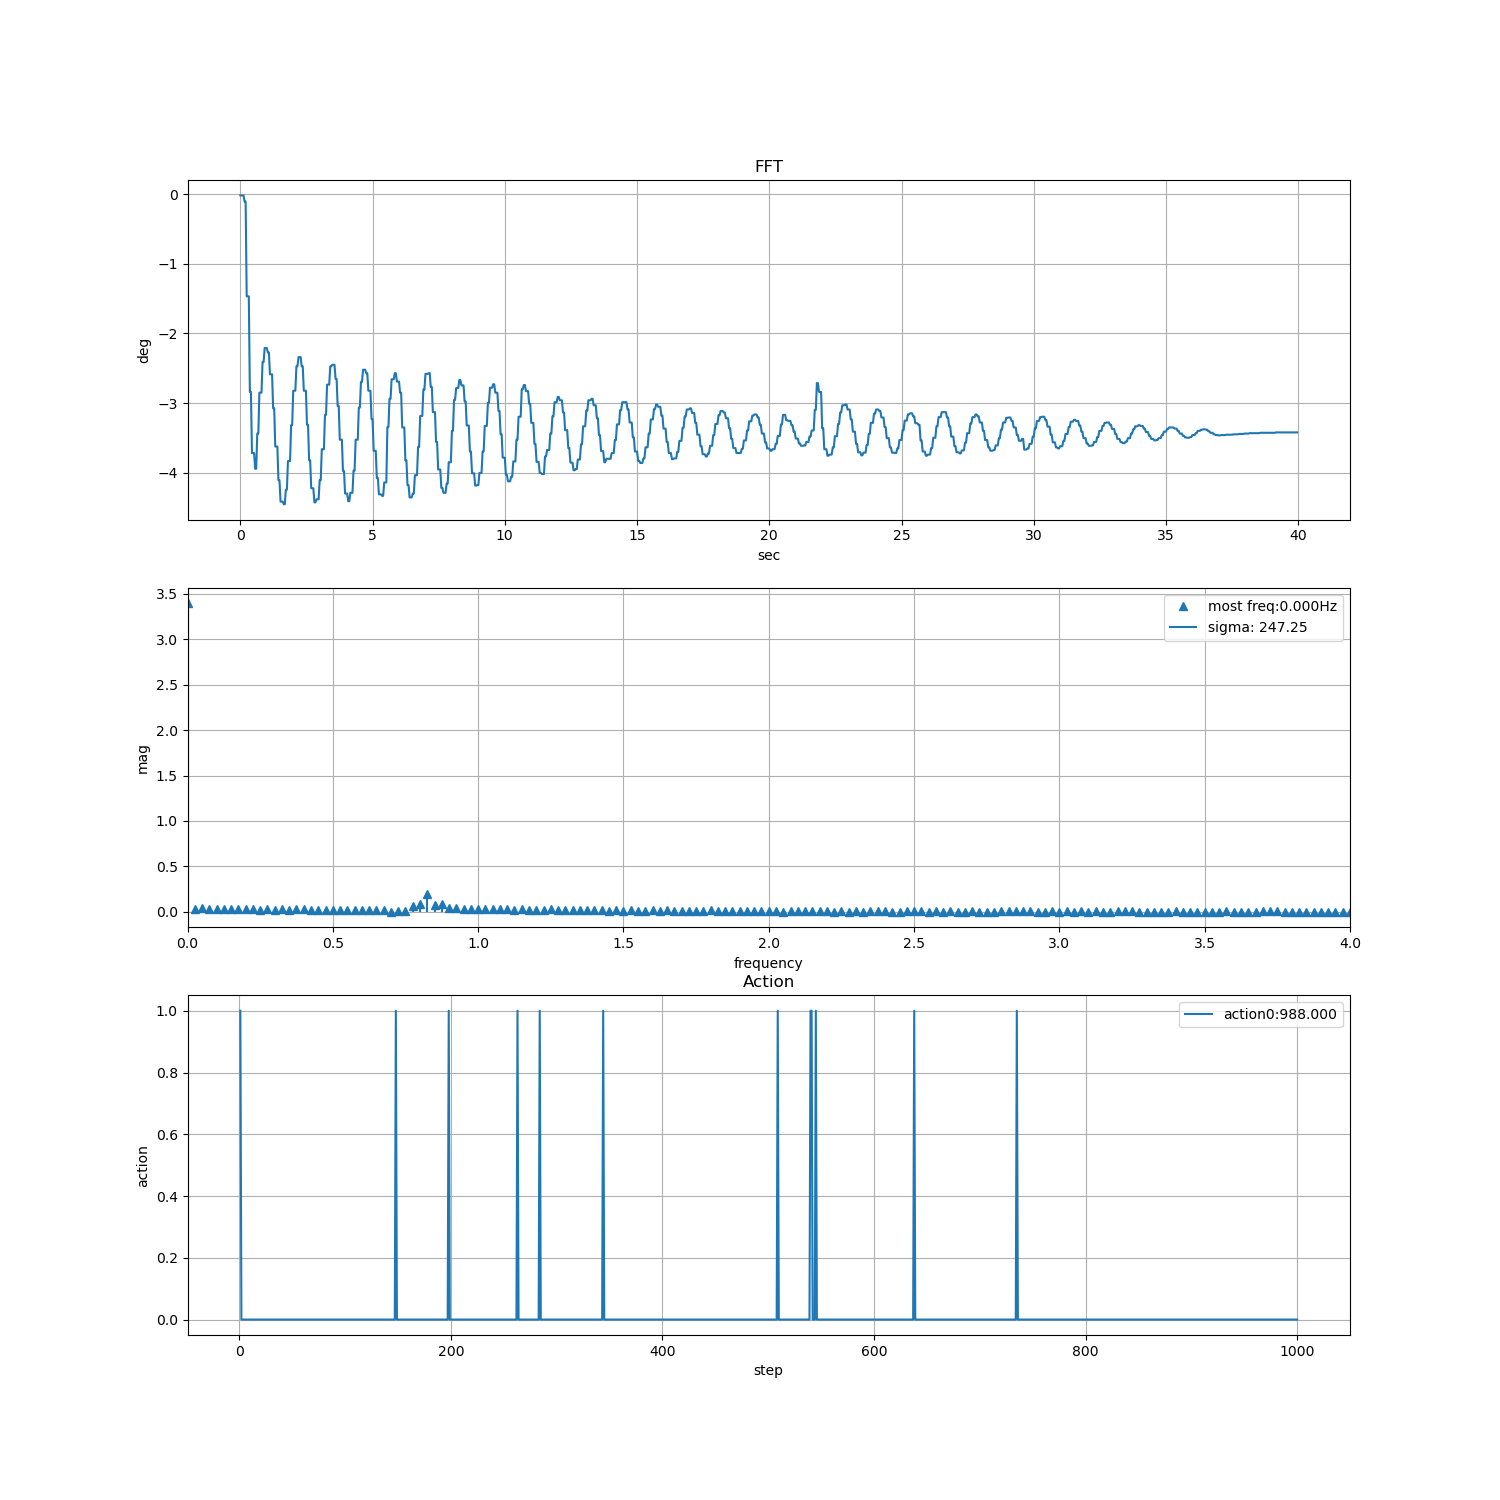 FFT
0
−1
−2
−3
−4
deg
0 5 10 15 20 25 30 35 40
sec
3.5
3.0
2.5
2.0
1.5
1.0
0.5
0.0
mag
most freq:0.000Hz
sigma: 247.25
0.0 0.5 1.0 1.5 2.0 2.5 3.0 3.5 4.0
frequency
Action
1.0
0.8
0.6
0.4
0.2
0.0
action
action0:988.000
0 200 400 600 800 1000
step